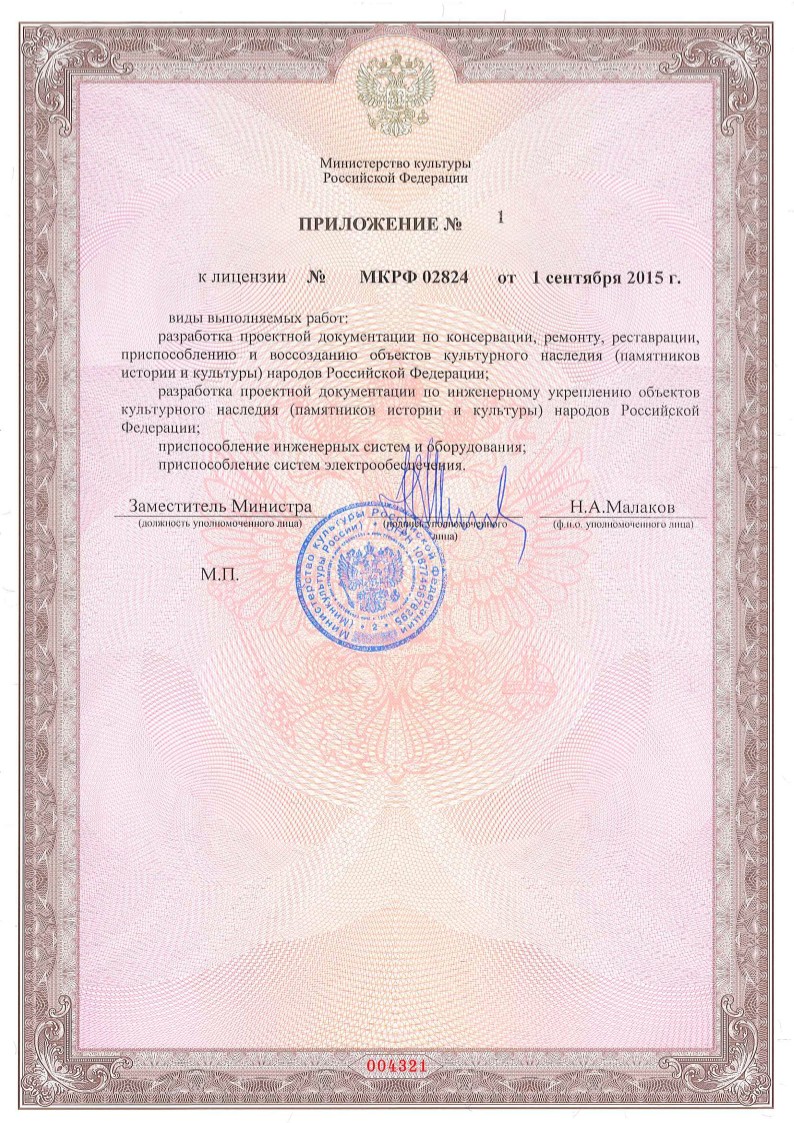 Министерство культуры
Российской Федерации
ПРИЛОЖЕНИЕ № 1
к лицензии № МКРФ 02824 от 1 сентября 2015 г.
виды выполняемых работ:
разработка проектной документации по консервации, ремонту, реставрации,
приспособлению и воссозданию объектов культурного наследия (памятников
истории и культуры) народов Российской Федерации;
разработка проектной документации по инженерному укреплению объектов
культурного наследия (памятников истории и культуры) народов Российской
Федерации;
приспособление инженерных систем и оборудования;
приспособление систем электрообеспечения.
Заместитель Министра
(должность уполномоченного лица)
(подпись уполномоченного
лица)
Н.А.Малаков
(ф.и.о. уполномоченного лица)
М.П.
Министерство культуры Российской Федерации
(Минкультуры России)
2
004321